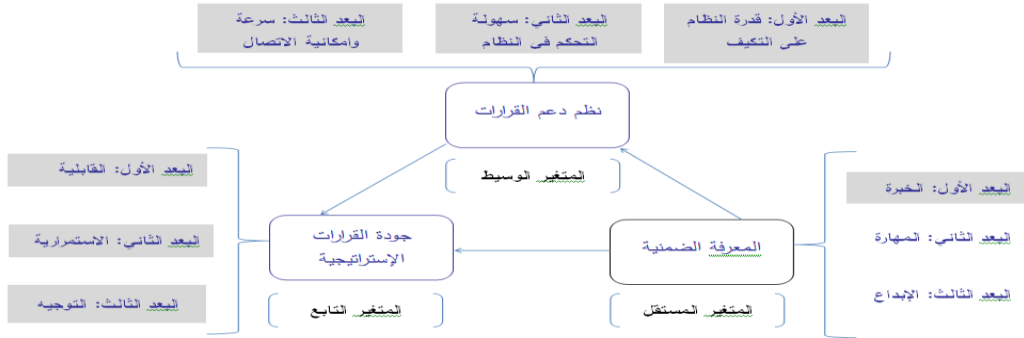 البعد الأول: قدرة النظام
على التكيف
البعد الثاني: سهولة
التحكم فى النظام
البعد الثالث: سرعة
وامكانية الاتصال
نظم دعم القرارات
المتغير الوسيط
البعد الأول: الخبرة
البعد الثاني: المهارة
البعد الثالث: الإبداع
المعرفة الضمنية
المتغير المستقل
جودة القرارات
الإستراتيجية
المتغير التابع
البعد الأول: القابلية
البعد الثاني: الاستمرارية
البعد الثالث: التوجيه